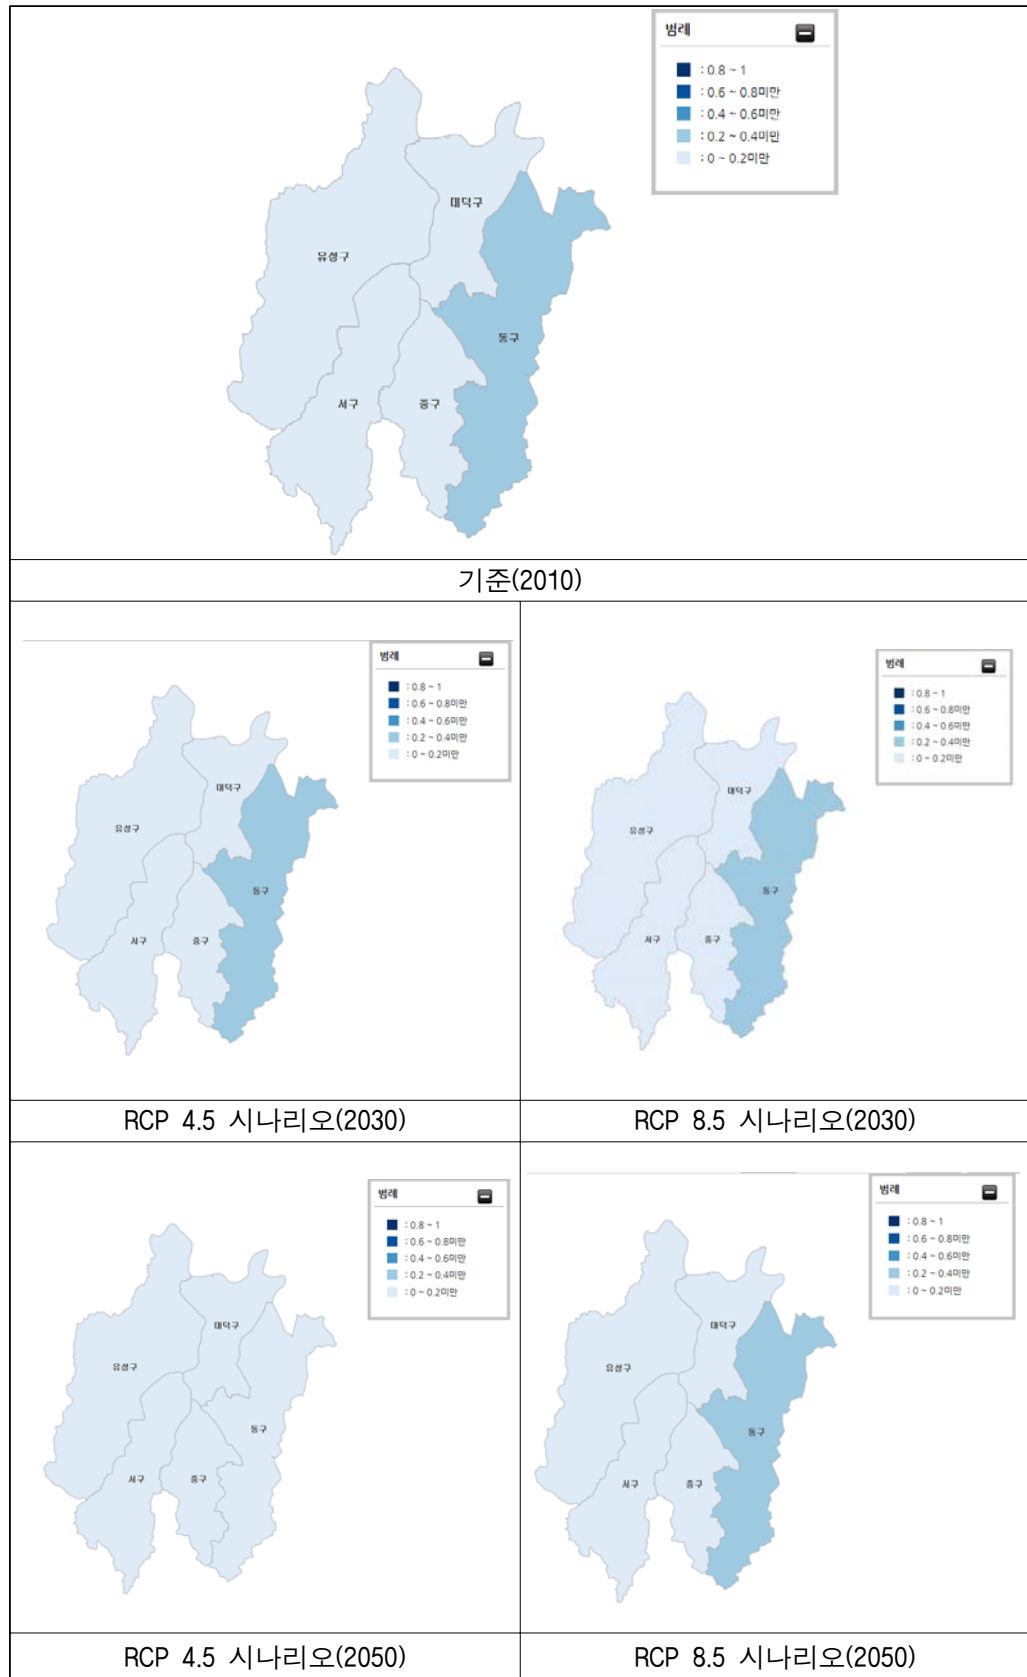 범례
: 0.8 ~ 1
: 0.6 ~ 0.8미만
: 0.4 ~ 0.6미만
: 0.2 ~ 0.4미만
: 0 ~ 0.2미만
대덕구
유성구
동구
서구
중구
기준(2010)
범례
: 0.8 ~ 1
: 0.6 ~ 0.8미만
: 0.4 ~ 0.6미만
: 0.2 ~ 0.4미만
: 0 ~ 0.2미만
대덕구
유성구
동구
서구
중구
RCP 4.5 시나리오(2030)
범례
: 0.8 ~ 1
: 0.6 ~ 0.8미만
: 0.4 ~ 0.6미만
: 0.2 ~ 0.4미만
: 0 ~ 0.2미만
대덕구
유성구
동구
서구
중구
RCP 8.5 시나리오(2030)
범례
: 0.8 ~ 1
: 0.6 ~ 0.8미만
: 0.4 ~ 0.6미만
: 0.2 ~ 0.4미만
: 0 ~ 0.2미만
대덕구
유성구
동구
서구
중구
RCP 4.5 시나리오(2050)
범례
: 0.8 ~ 1
: 0.6 ~ 0.8미만
: 0.4 ~ 0.6미만
: 0.2 ~ 0.4미만
: 0 ~ 0.2미만
대덕구
유성구
동구
서구
중구
RCP 8.5 시나리오(2050)